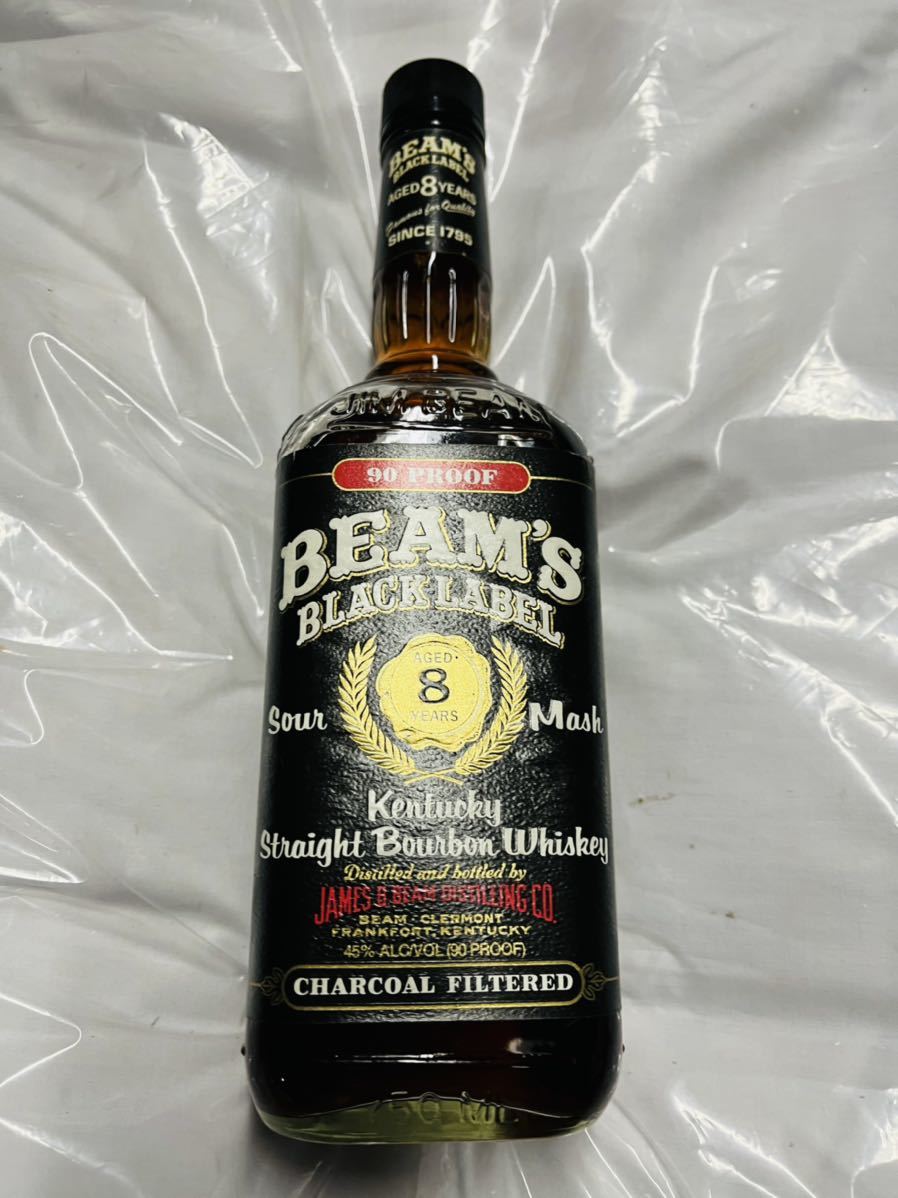 BEAM'S
BLACK LABEL
AGED 8 YEARS
Famous for Quality
SINCE 1795
JIM BEAM
90 PROOF
BEAM'S
BLACK LABEL
AGED
8
YEARS
Sour Mash
Kentucky
Straight Bourbon Whiskey
Distilled and bottled by
JAMES B. BEAM DISTILLING CO.
BEAM · CLERMONT
FRANKFORT, KENTUCKY
45% ALC/VOL (90 PROOF)
CHARCOAL FILTERED
750 ML